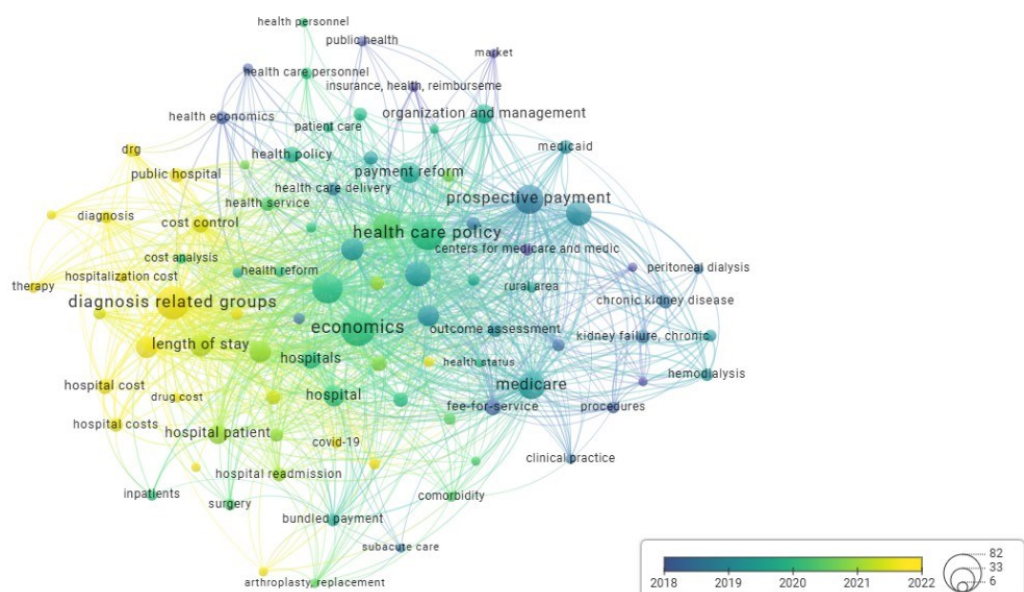 health personnel
public health
market
health care personnel
insurance, health, reimburseme
health economics
organization and management
patient care
drg
health policy
medicaid
public hospital
payment reform
health care delivery
prospective payment
health service
diagnosis
cost control
health care policy
centers for medicare and medic
cost analysis
peritoneal dialysis
hospitalization cost
health reform
therapy
rural area
diagnosis related groups
chronic kidney disease
economics
outcome assessment
kidney failure, chronic
length of stay
hospitals
health status
hemodialysis
hospital cost
medicare
drug cost
hospital
fee-for-service
procedures
hospital costs
hospital patient
covid-19
clinical practice
hospital readmission
inpatients
comorbidity
surgery
bundled payment
subacute care
arthroplasty, replacement
82
33
6
2018 2019 2020 2021 2022